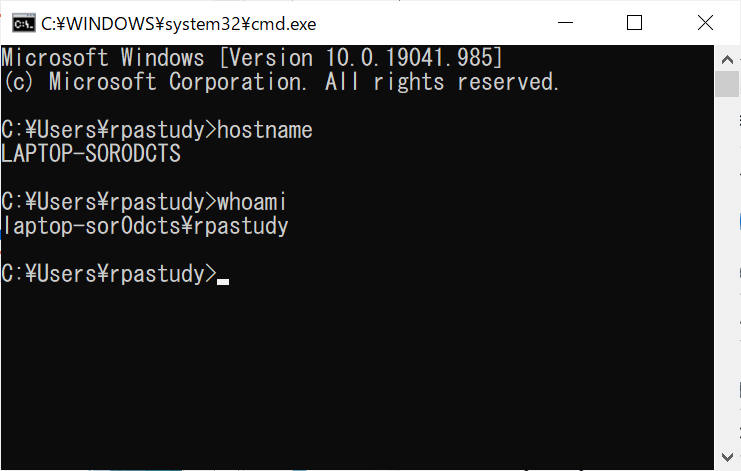 C:¥WINDOWS¥system32¥cmd.exe
Microsoft Windows [Version 10.0.19041.985]
(c) Microsoft Corporation. All rights reserved.
C:¥Users¥rpastudy>hostname
LAPTOP-SOR0DCTS
C:¥Users¥rpastudy>whoami
laptop-sor0dcts¥rpastudy
C:¥Users¥rpastudy>